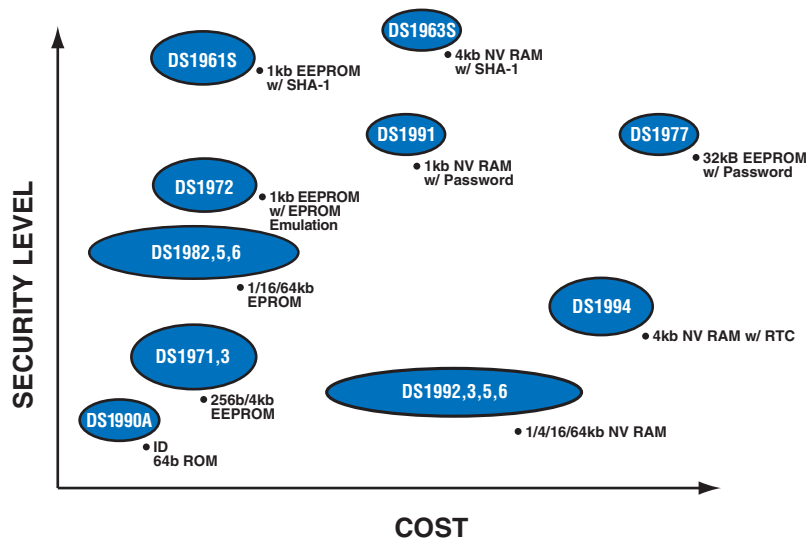 DS1963S
• 4kb NV RAM
w/ SHA-1
DS1961S
• 1kb EEPROM
w/ SHA-1
DS1991
• 1kb NV RAM
w/ Password
DS1977
• 32kB EEPROM
w/ Password
DS1972
• 1kb EEPROM
w/ EPROM
Emulation
DS1982,5,6
• 1/16/64kb
EPROM
DS1994
• 4kb NV RAM w/ RTC
DS1971,3
• 256b/4kb
EEPROM
DS1992,3,5,6
• 1/4/16/64kb NV RAM
DS1990A
• ID
64b ROM
SECURITY LEVEL
COST